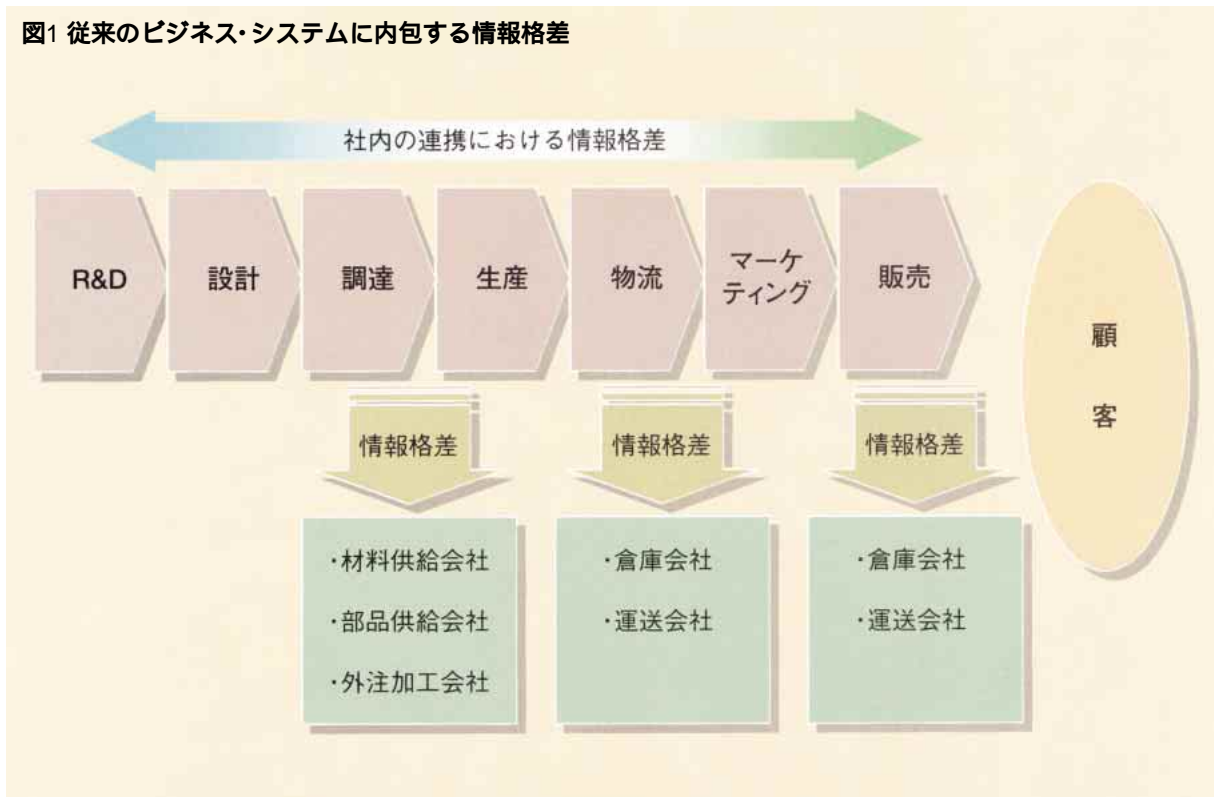 図1 従来のビジネス・システムに内包する情報格差
社内の連携における情報格差
R&D
設計
調達
生産
物流
マーケ
ティング
販売
顧
客
情報格差
情報格差
情報格差
・材料供給会社
・部品供給会社
・外注加工会社
・倉庫会社
・運送会社
・倉庫会社
・運送会社